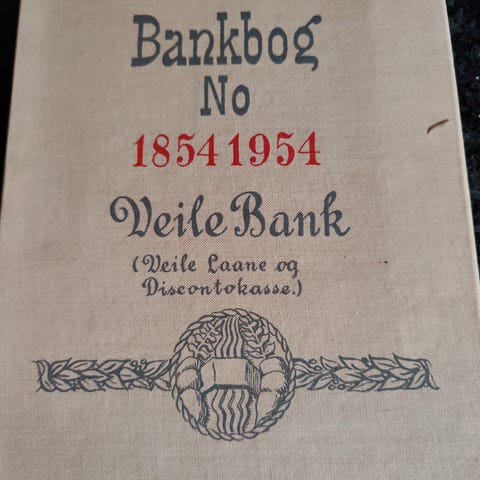 Bankbog
No
18541954
Veile Bank
(Veile Laane og
Discontokasse.)